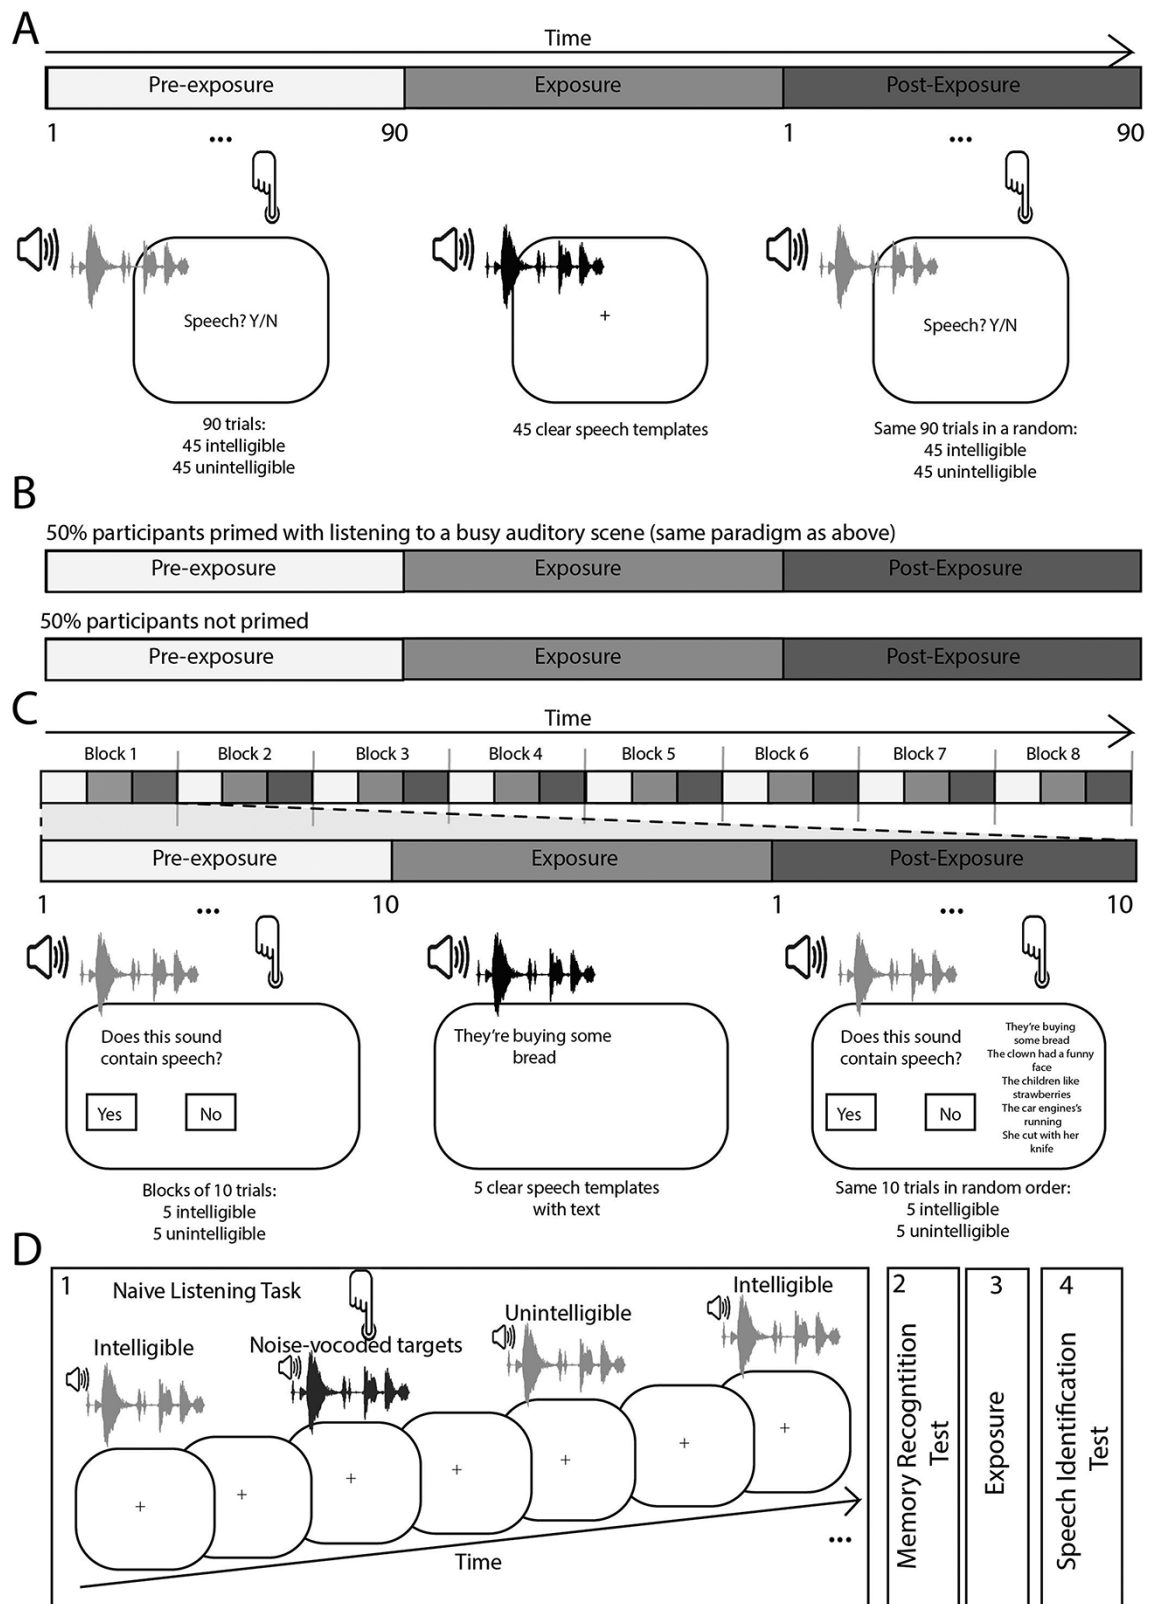 A
Time
Pre-exposure
Exposure
Post-Exposure
1
...
90
1
...
90
Speech? Y/N
+
Speech? Y/N
90 trials:
45 intelligible
45 unintelligible
45 clear speech templates
Same 90 trials in a random:
45 intelligible
45 unintelligible
B
50% participants primed with listening to a busy auditory scene (same paradigm as above)
Pre-exposure
Exposure
Post-Exposure
50% participants not primed
Pre-exposure
Exposure
Post-Exposure
C
Time
Block 1
Block 2
Block 3
Block 4
Block 5
Block 6
Block 7
Block 8
Pre-exposure
Exposure
Post-Exposure
1
...
10
1
...
10
Does this sound
contain speech?
Yes
No
They're buying some
bread
Does this sound
contain speech?
Yes
No
They're buying
some bread
The clown had a funny
face
The children like
strawberries
The car engines's
running
She cut with her
knife
Blocks of 10 trials:
5 intelligible
5 unintelligible
5 clear speech templates
with text
Same 10 trials in random order:
5 intelligible
5 unintelligible
D
1
Naive Listening Task
Intelligible
Noise-vocoded targets
Unintelligible
Intelligible
+
+
+
+
+
+
+
Time
...
2
Memory Recogntition
Test
3
Exposure
4
Speech Identification
Test